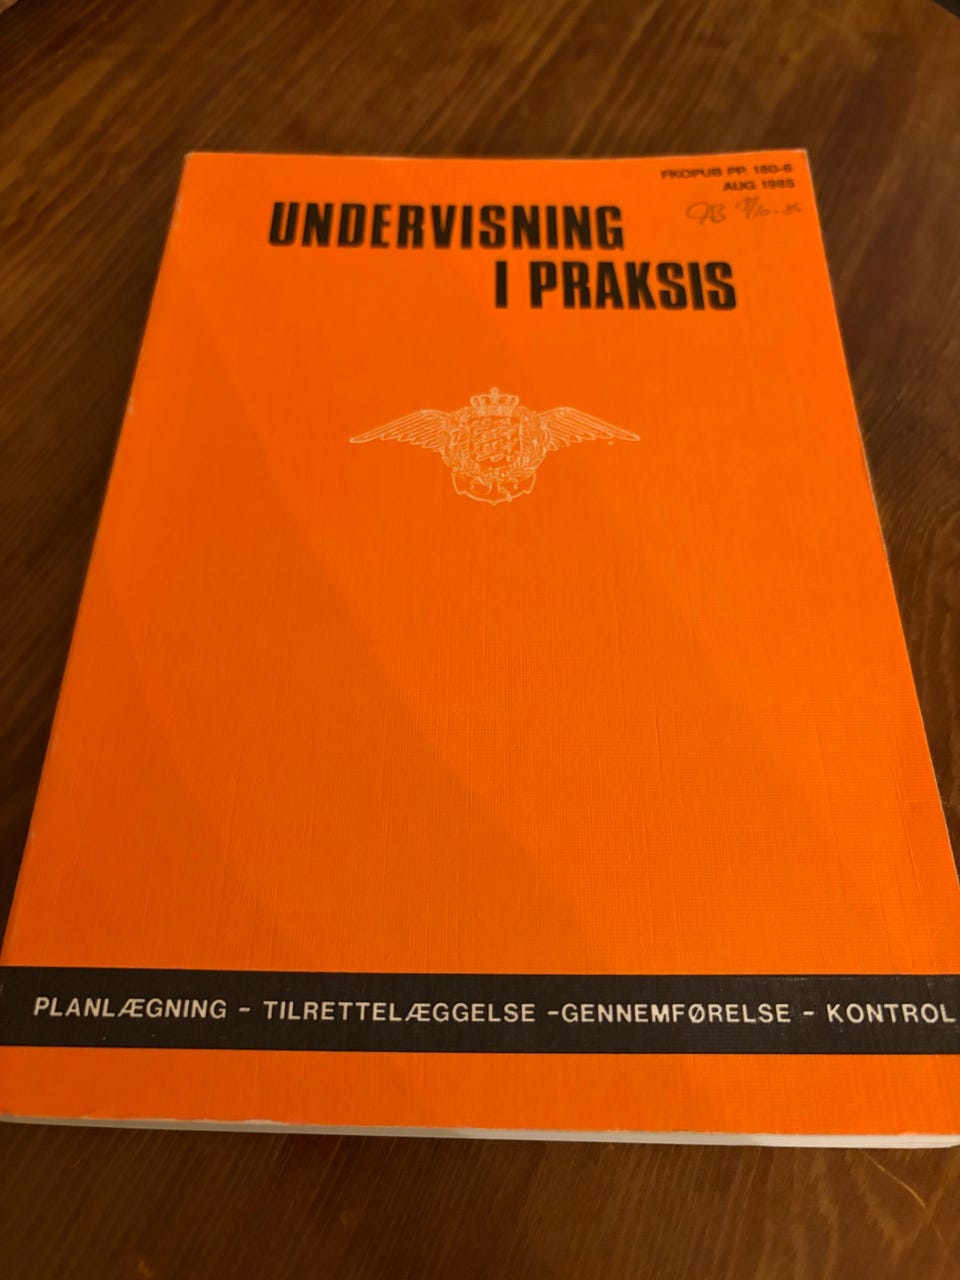 FKOPUB PP. 180-6
AUG 1985
UNDERVISNING
I PRAKSIS
PLANLÆGNING - TILRETTELÆGGELSE -GENNEMFØRELSE - KONTROL